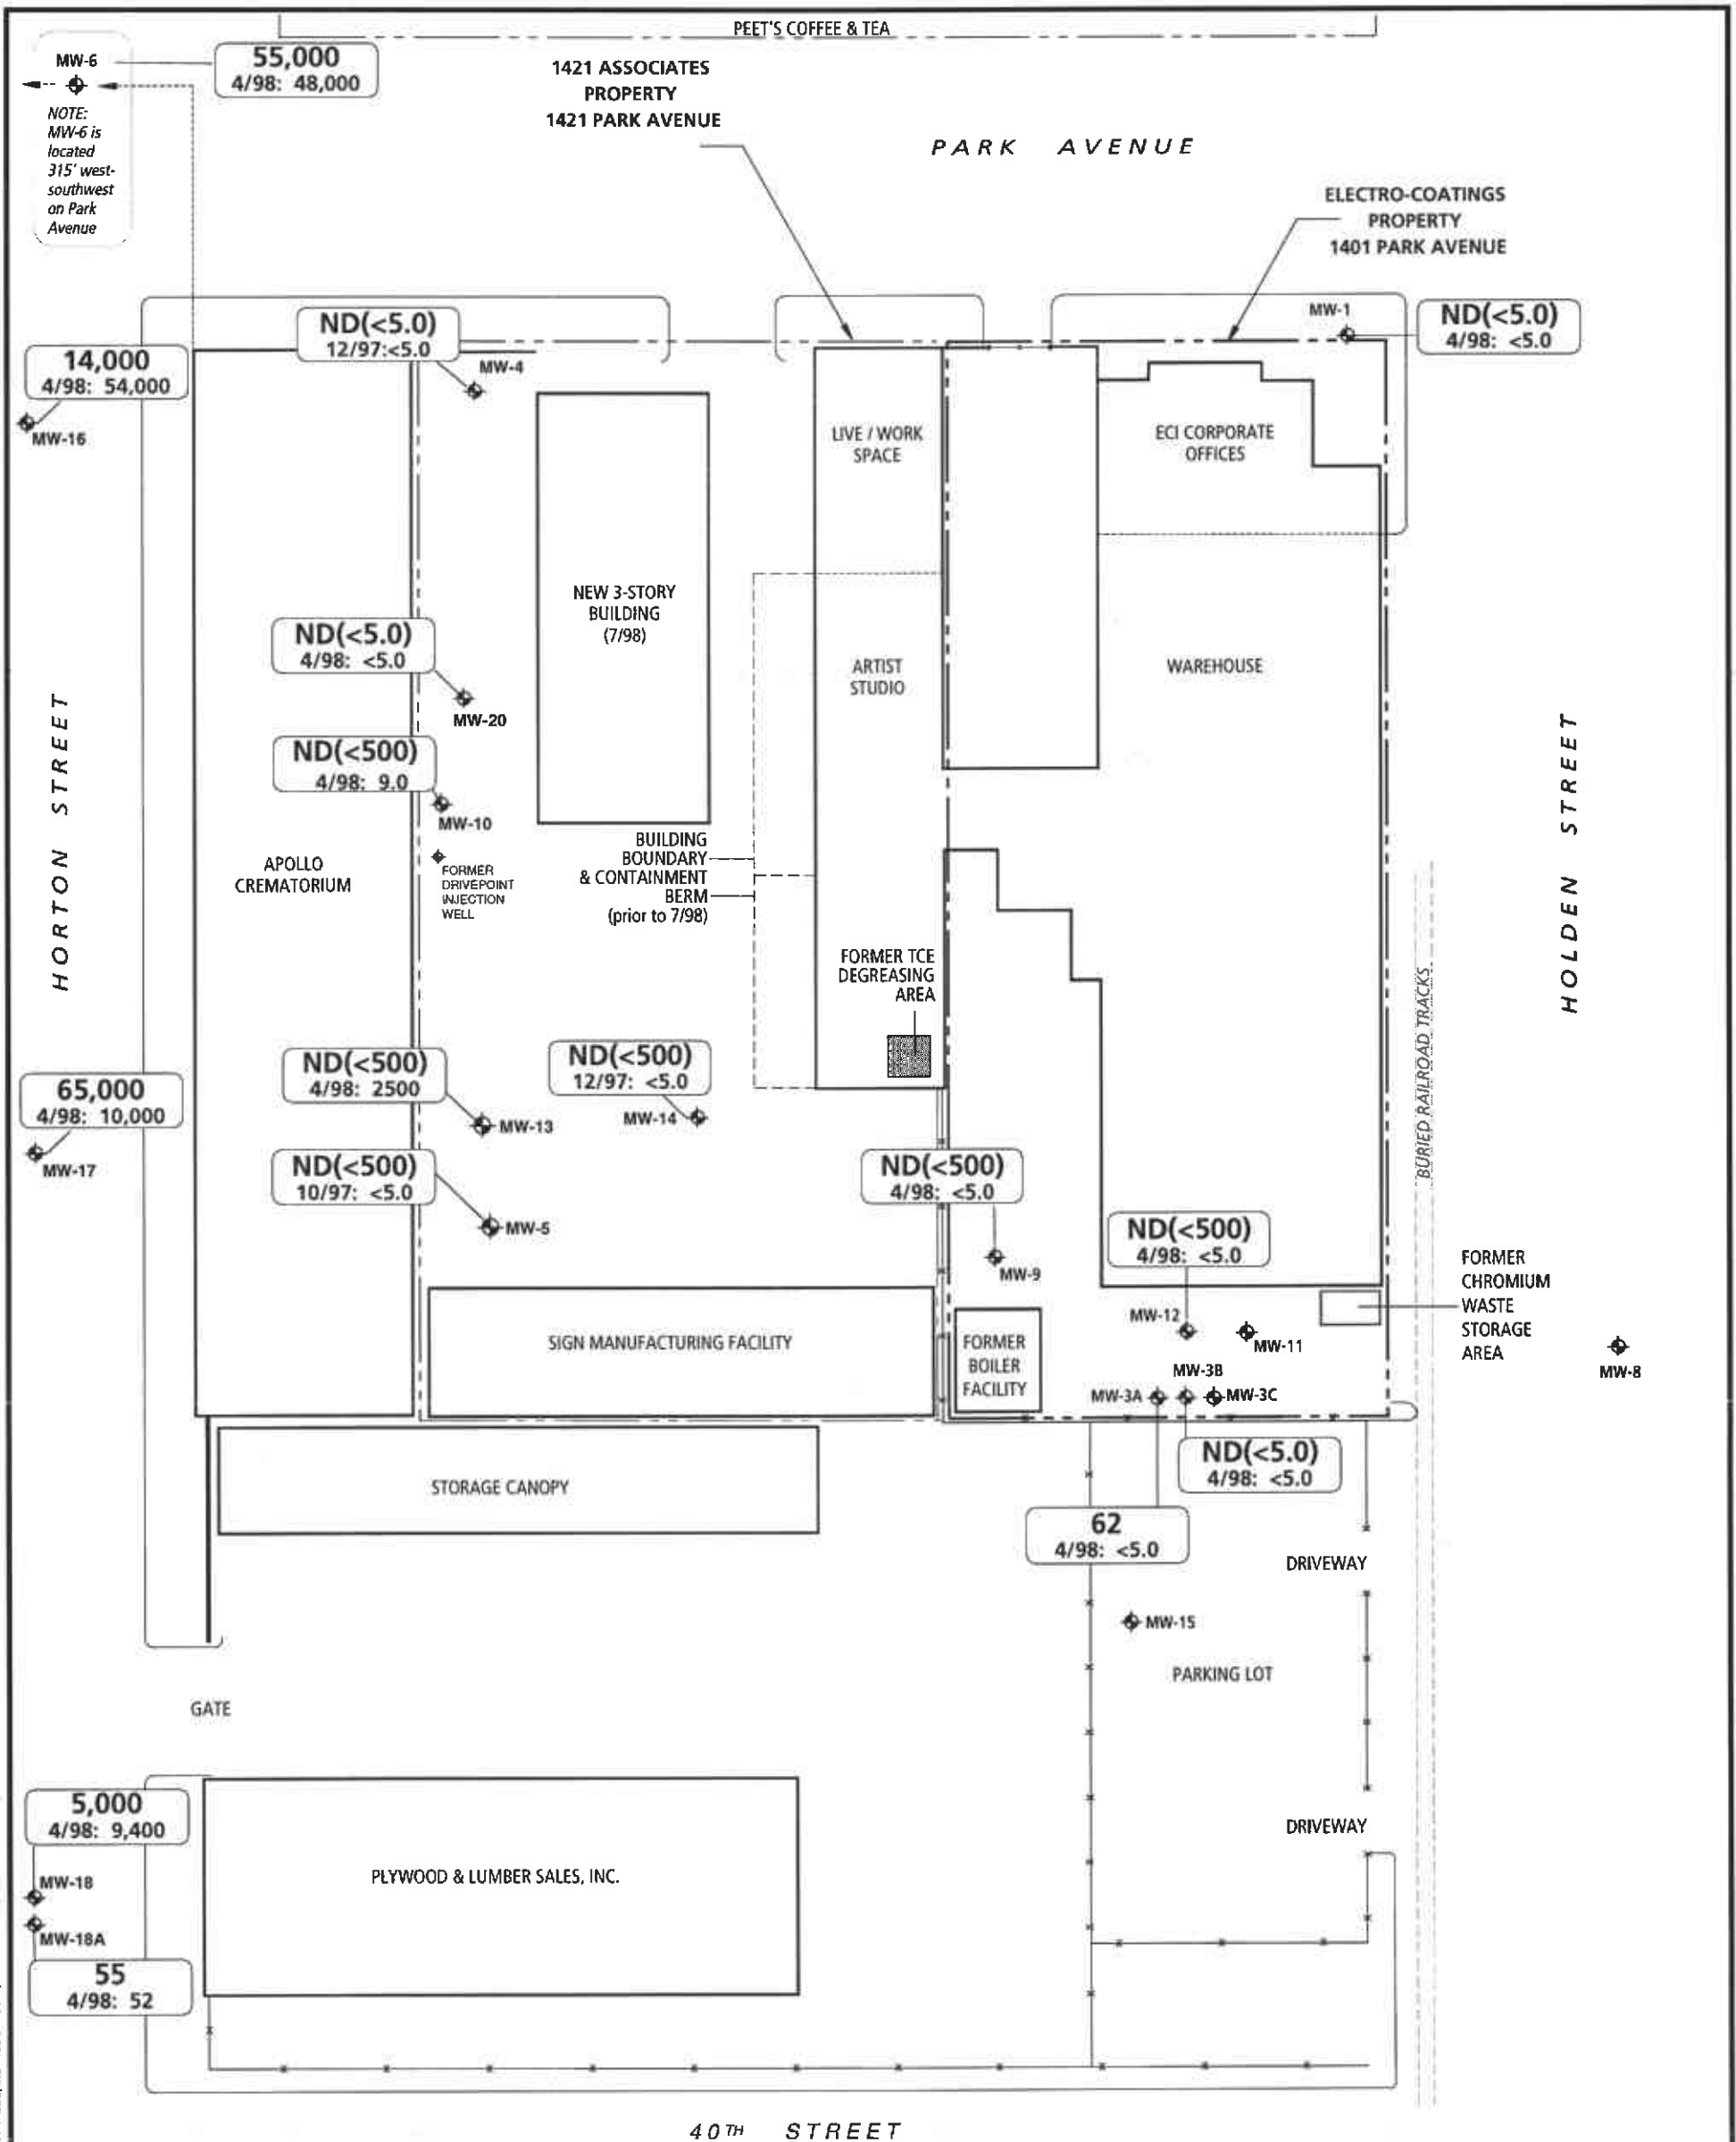 PEET'S COFFEE & TEA
MW-6
55,000
4/98: 48,000
NOTE:
MW-6 is
located
315' west-
southwest
on Park
Avenue
1421 ASSOCIATES
PROPERTY
1421 PARK AVENUE
PARK AVENUE
ELECTRO-COATINGS
PROPERTY
1401 PARK AVENUE
MW-1
ND(<5.0)
4/98: <5.0
ND(<5.0)
12/97:<5.0
MW-4
14,000
4/98: 54,000
MW-16
LIVE / WORK
SPACE
ECI CORPORATE
OFFICES
NEW 3-STORY
BUILDING
(7/98)
ND(<5.0)
4/98: <5.0
MW-20
ARTIST
STUDIO
WAREHOUSE
HORTON STREET
HOLDEN STREET
ND(<500)
4/98: 9.0
MW-10
APOLLO
CREMATORIUM
FORMER
DRIVEPOINT
INJECTION
WELL
BUILDING
BOUNDARY
& CONTAINMENT
BERM
(prior to 7/98)
FORMER TCE
DEGREASING
AREA
BURIED RAILROAD TRACKS
ND(<500)
4/98: 2500
MW-13
ND(<500)
12/97: <5.0
MW-14
65,000
4/98: 10,000
MW-17
ND(<500)
10/97: <5.0
MW-5
ND(<500)
4/98: <5.0
MW-9
ND(<500)
4/98: <5.0
MW-12
MW-11
FORMER
CHROMIUM
WASTE
STORAGE
AREA
MW-8
SIGN MANUFACTURING FACILITY
FORMER
BOILER
FACILITY
MW-3B
MW-3A
MW-3C
ND(<5.0)
4/98: <5.0
STORAGE CANOPY
62
4/98: <5.0
DRIVEWAY
MW-15
PARKING LOT
GATE
5,000
4/98: 9,400
MW-18
MW-18A
55
4/98: 52
PLYWOOD & LUMBER SALES, INC.
DRIVEWAY
40TH STREET